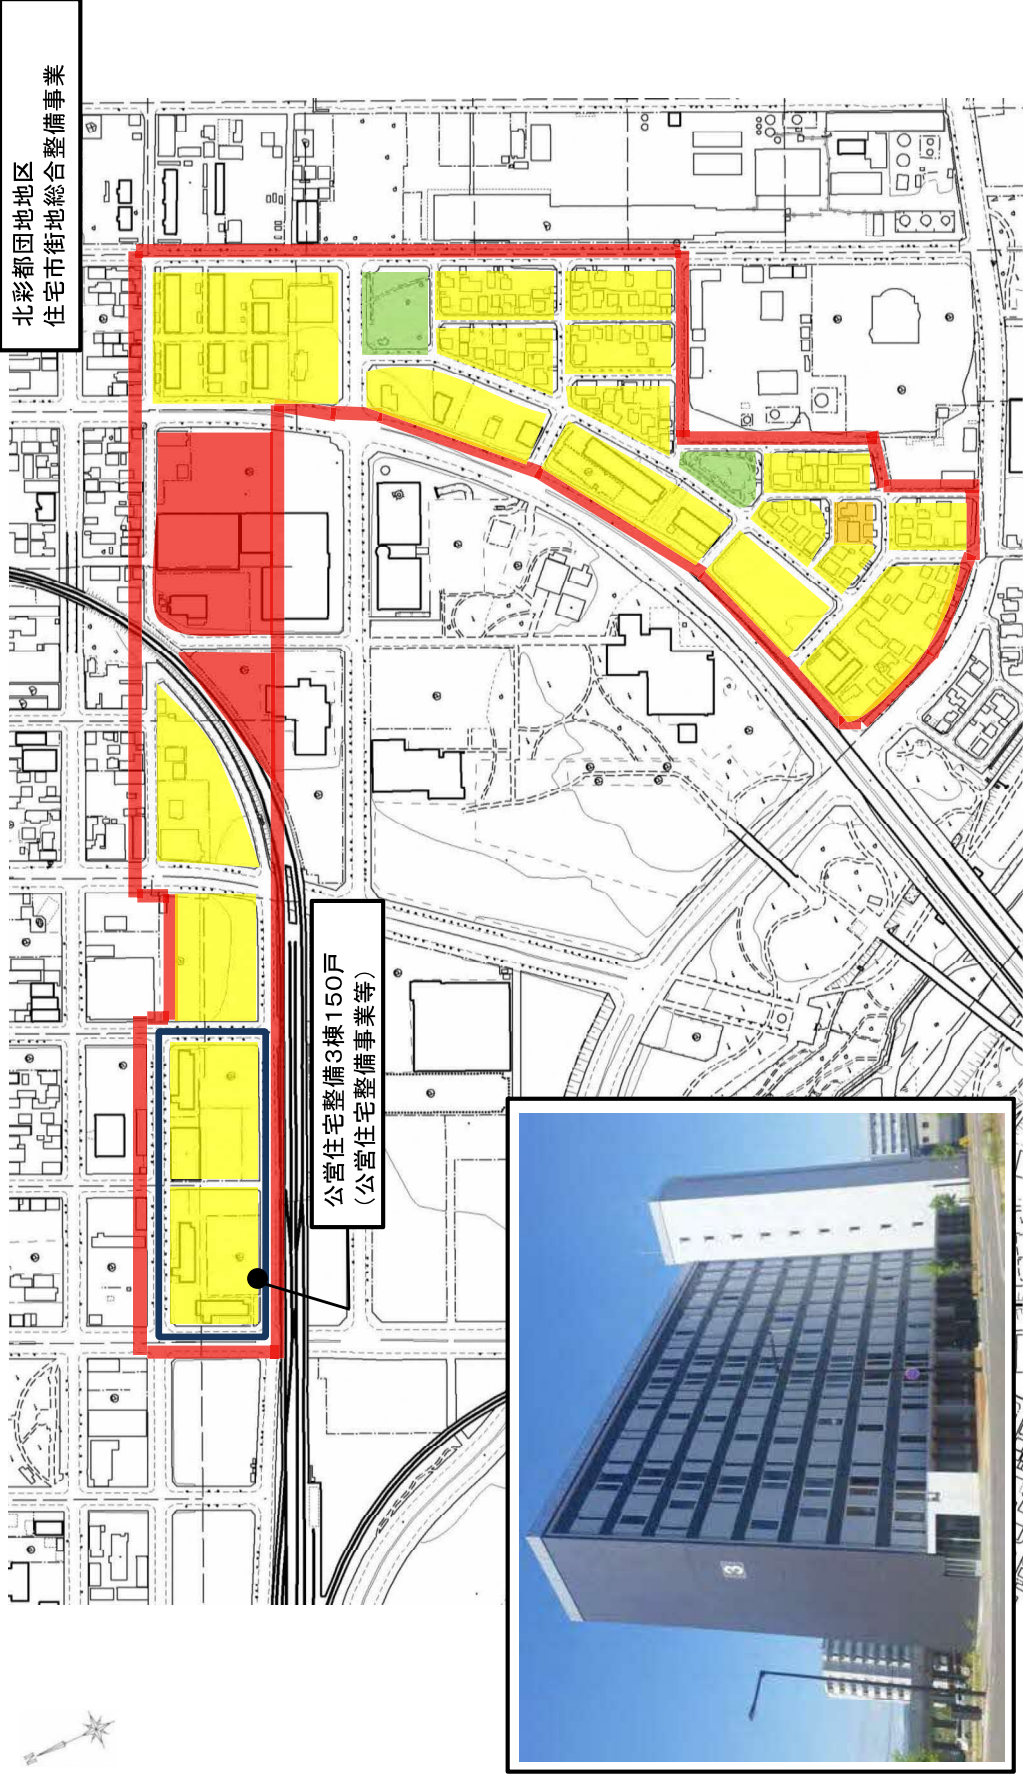 北彩都団地地区
住宅市街地総合整備事業
公営住宅整備3棟150戸
（公営住宅整備事業等）
3